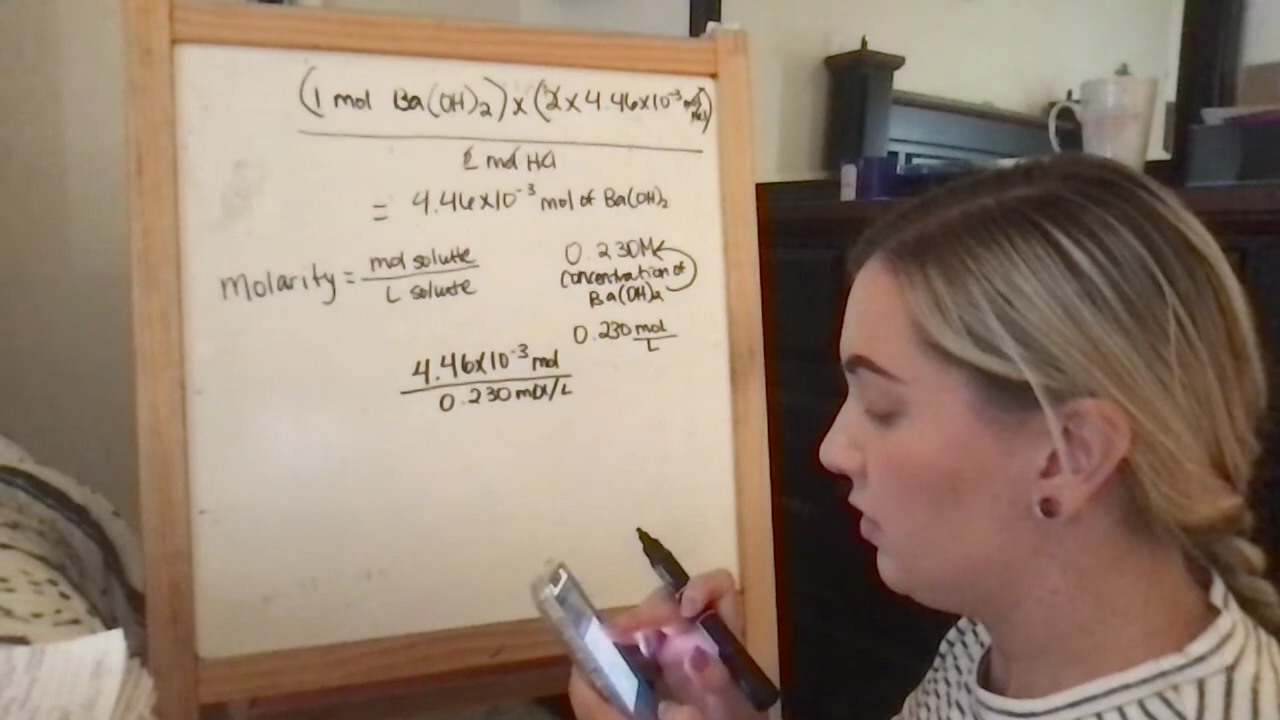 (1 mol Ba(OH)2) x (2 x 4.46x10-3 mol HCl)
2 mol HCl
= 4.46x10-3 mol of Ba(OH)2
Molarity = mol solute
L solute
0.230M
concentration of
Ba(OH)2
0.230 mol
L
4.46x10-3 mol
0.230 mol/L